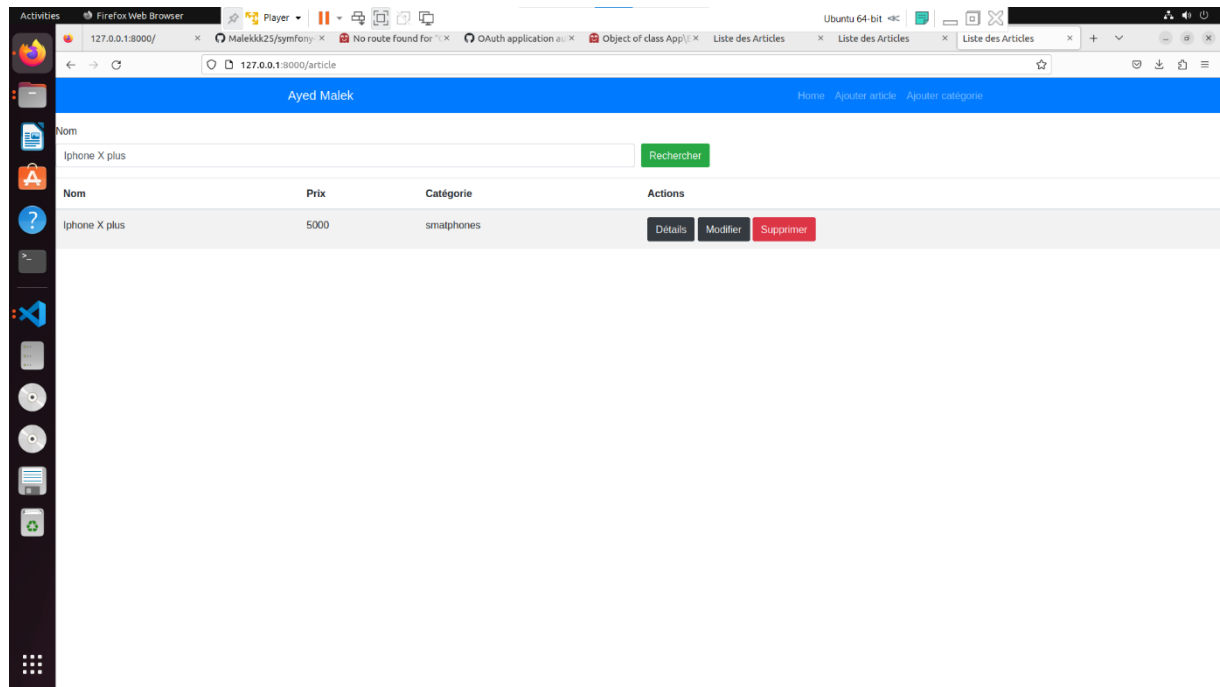 Activities Firefox Web Browser Player Ubuntu 64-bit
127.0.0.1:8000/ Malekkk25/symfony- No route found for "( OAuth application au Object of class App\ Liste des Articles Liste des Articles Liste des Articles
127.0.0.1:8000/article
Ayed Malek Home Ajouter article Ajouter catégorie
Nom
Iphone X plus Rechercher
Nom Prix Catégorie Actions
Iphone X plus 5000 smatphones Détails Modifier Supprimer